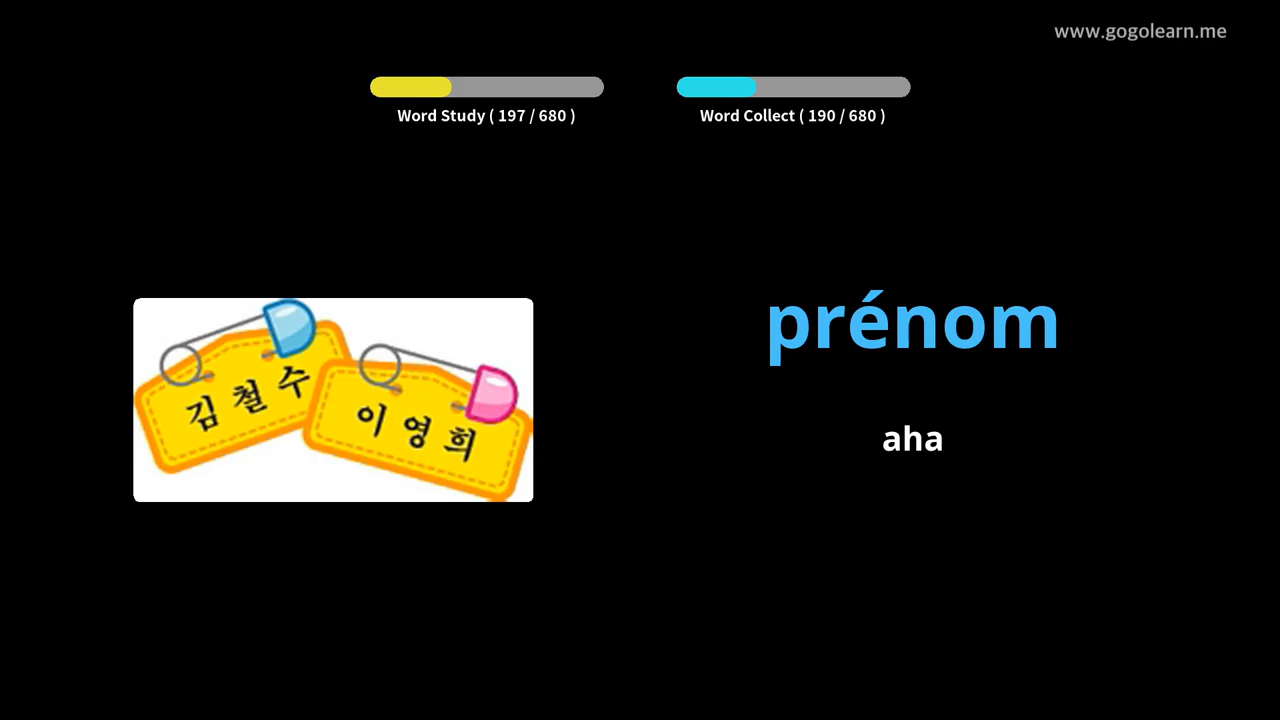 www.gogolearn.me
Word Study ( 197 / 680 )
Word Collect ( 190 / 680 )
김철수
이영희
prénom
aha